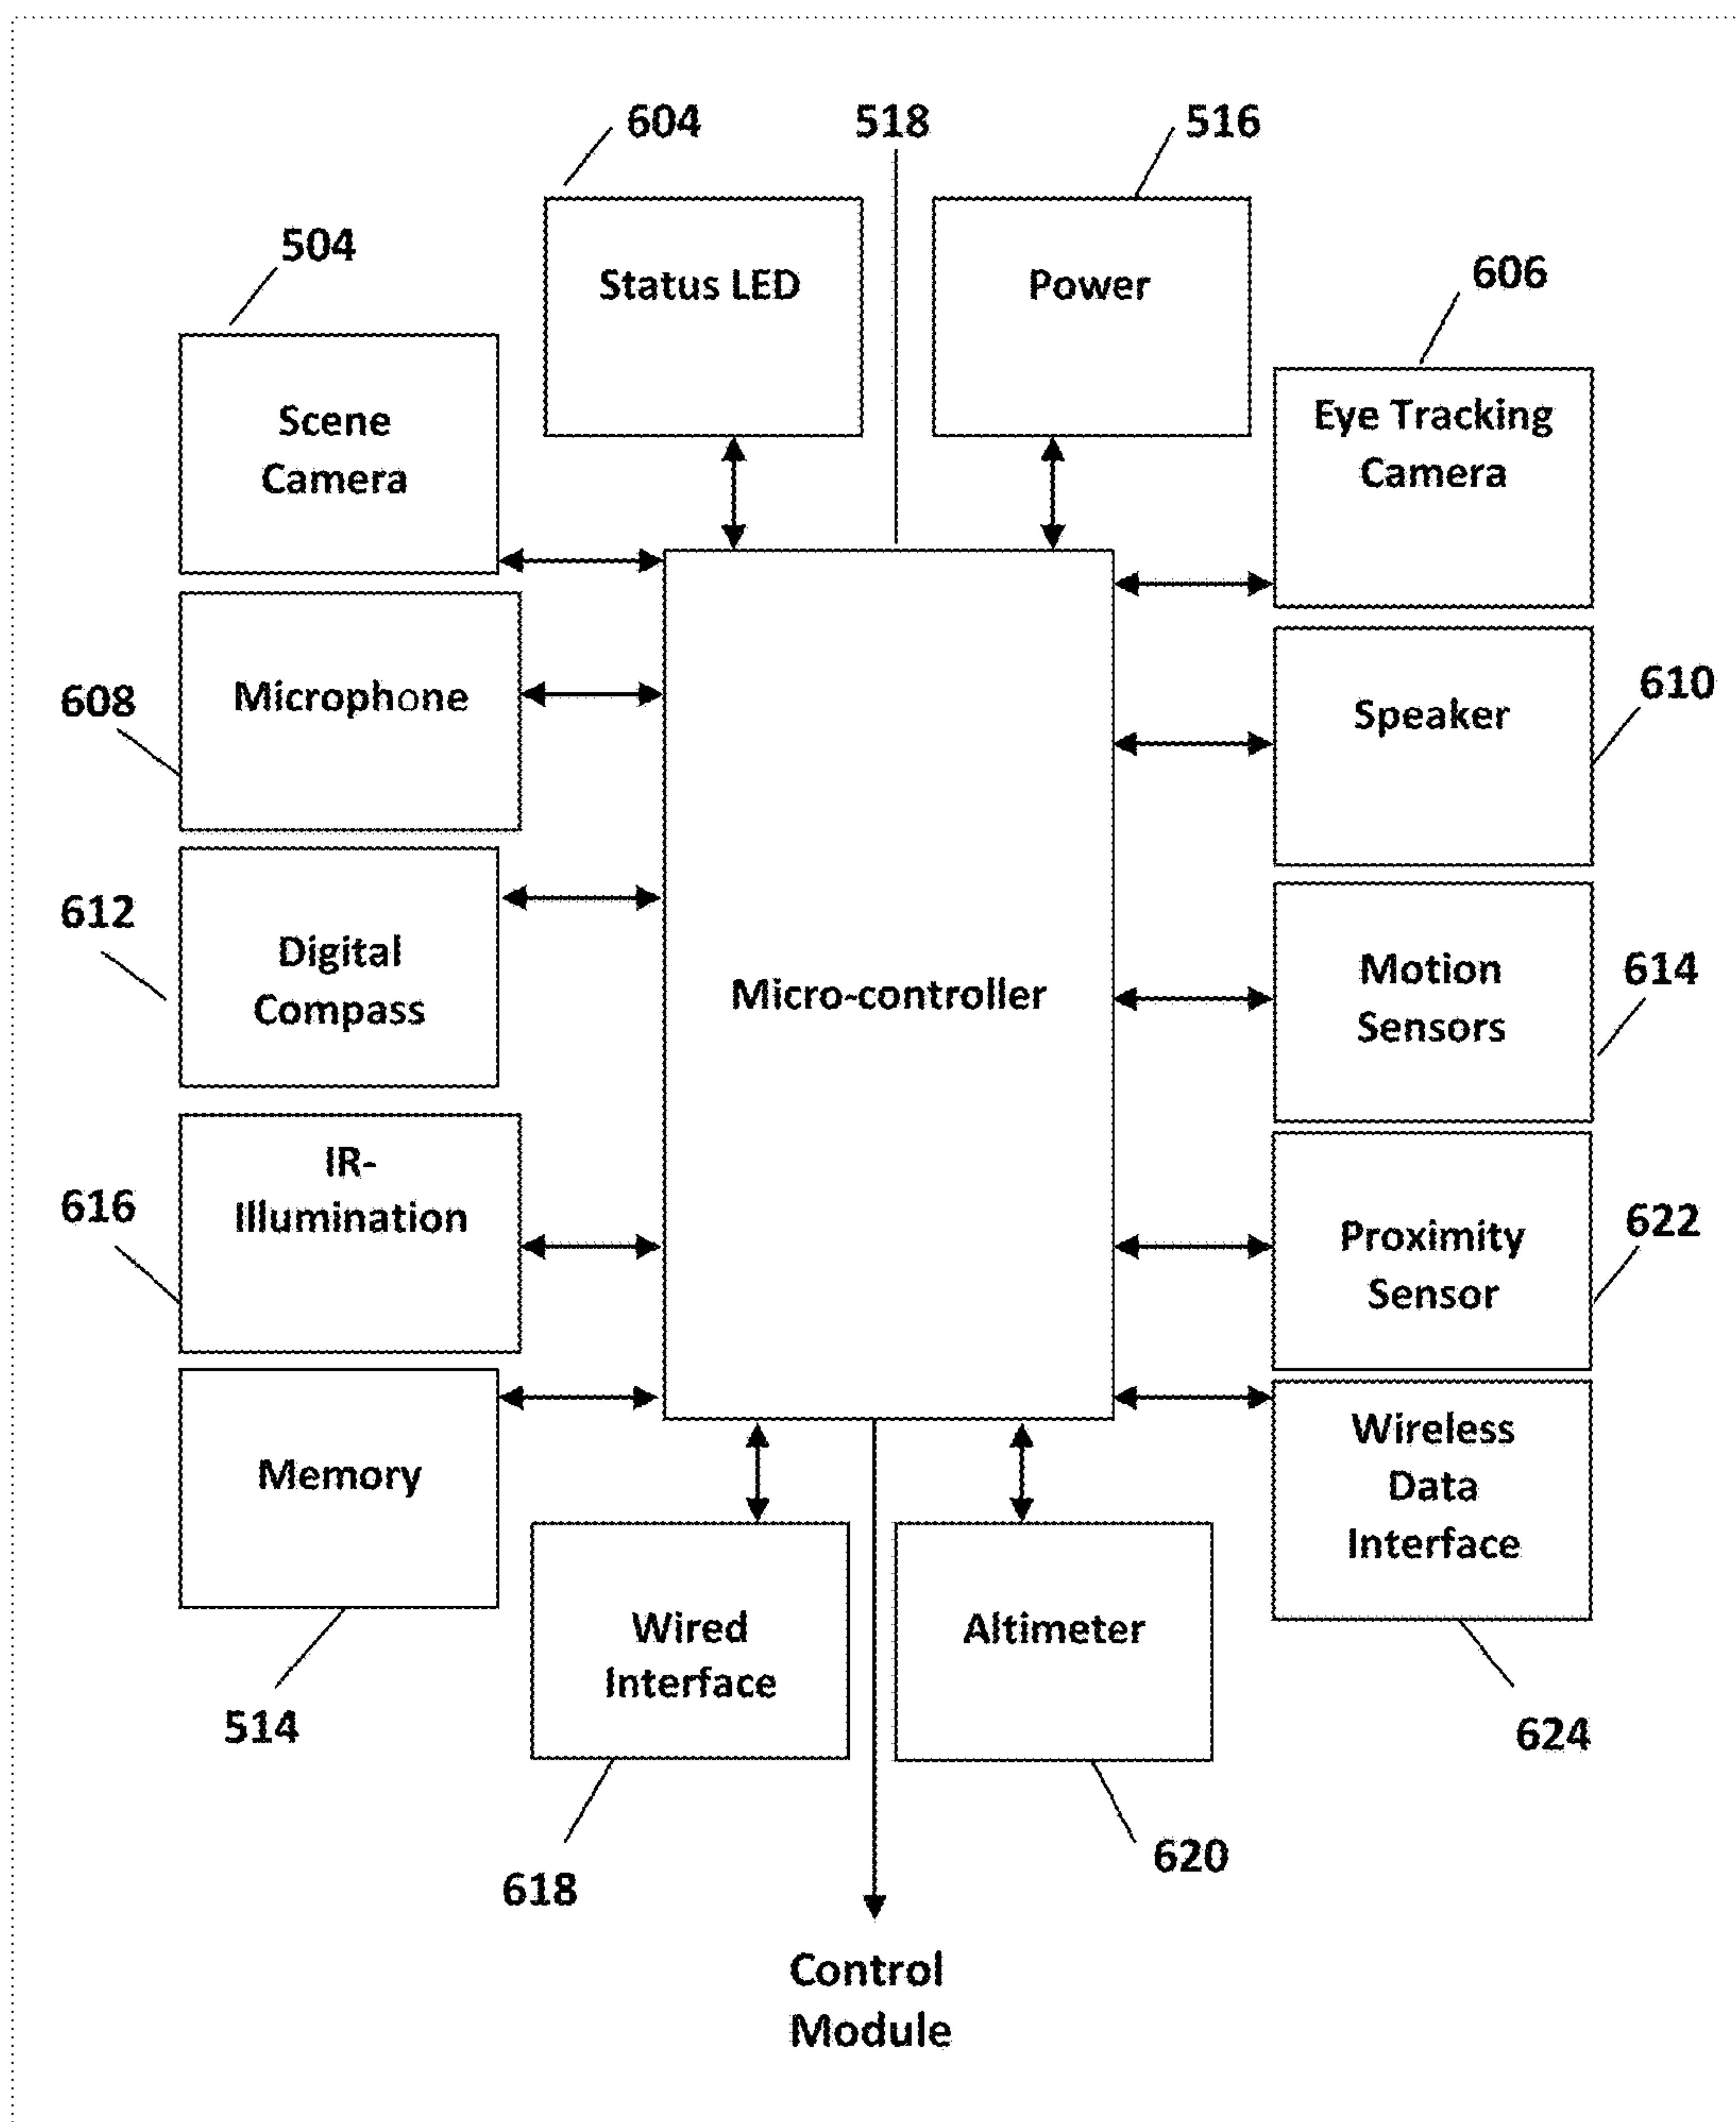 604
518
516
504
Status LED
Power
606
Scene
Camera
Eye Tracking
Camera
608
Microphone
Speaker
610
612
Digital
Compass
Micro-controller
Motion
Sensors
614
616
IR-
Illumination
Proximity
Sensor
622
Memory
Wireless
Data
Interface
514
Wired
Interface
Altimeter
624
618
620
Control
Module